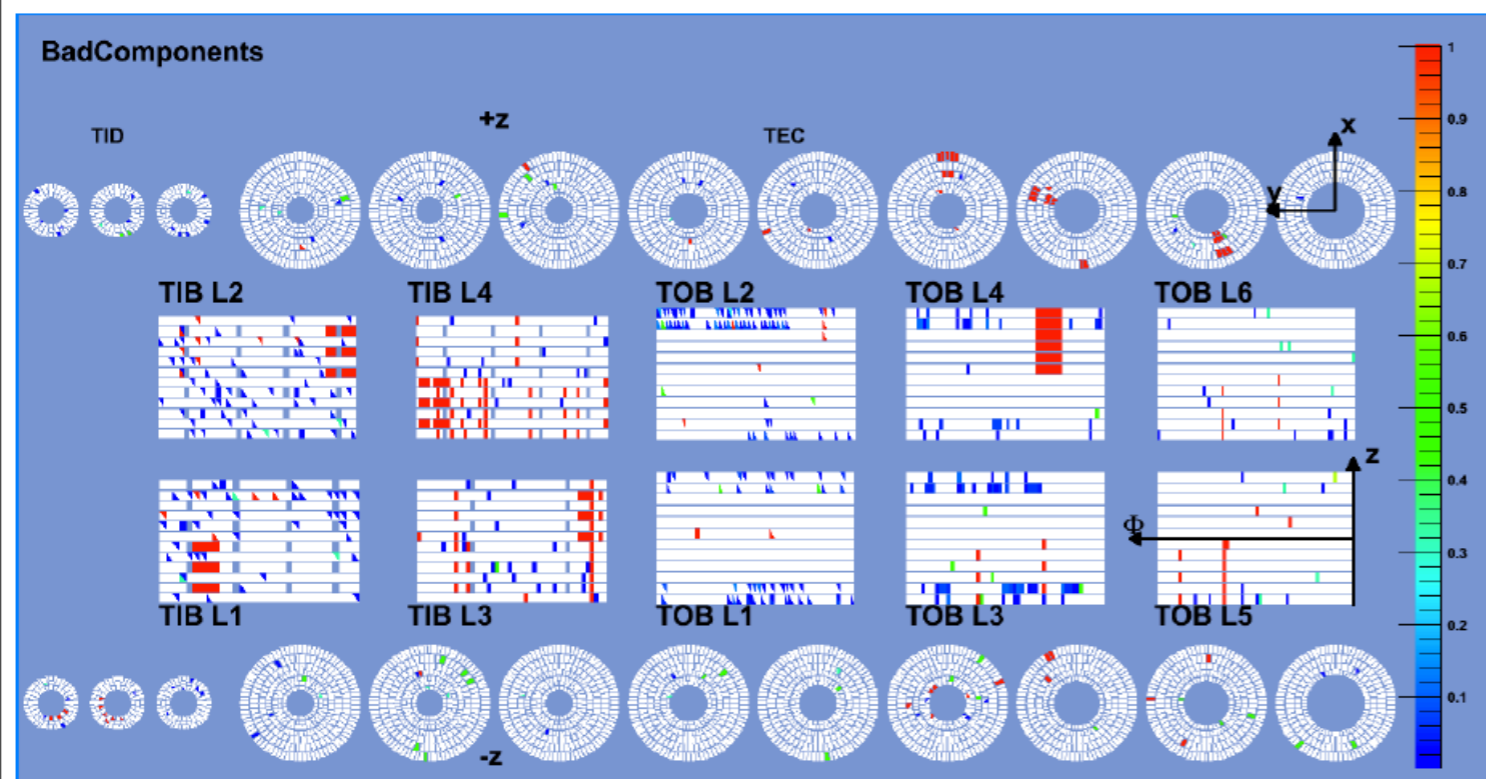 BadComponents
+z
TID
TEC
x
y
TIB L2
TIB L4
TOB L2
TOB L4
TOB L6
z
Φ
TIB L1
TIB L3
TOB L1
TOB L3
TOB L5
-z
1
0.9
0.8
0.7
0.6
0.5
0.4
0.3
0.2
0.1